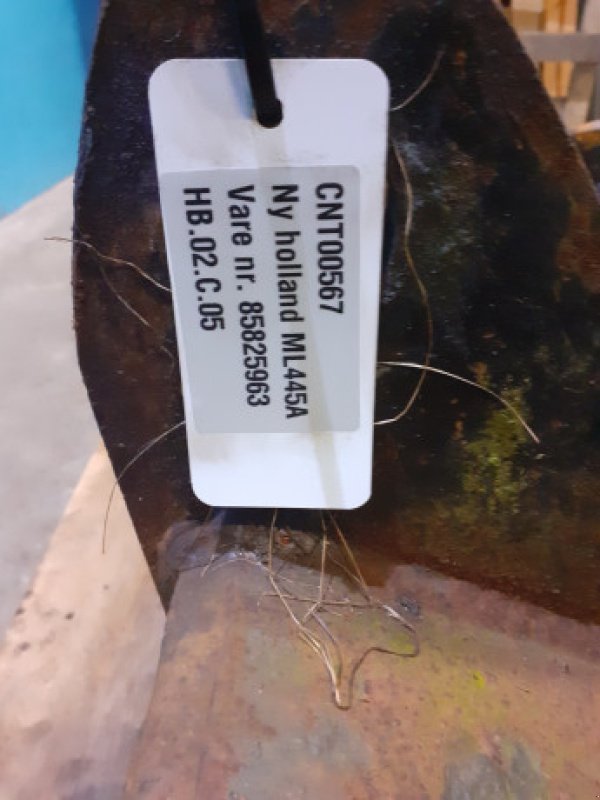 CNT00567
Ny holland ML445A
Vare nr. 85825963
HB.02.C.05